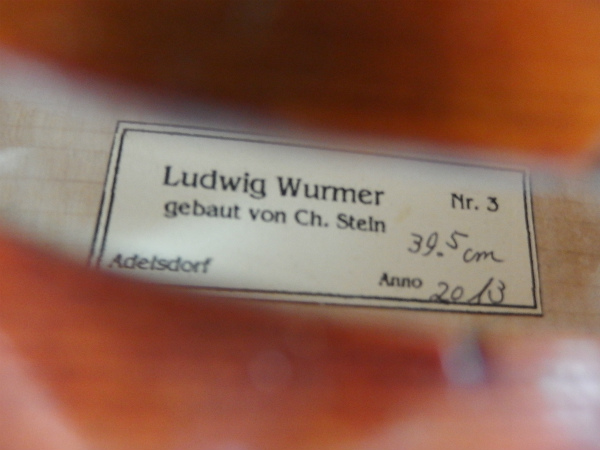 Ludwig Wurmer Nr. 3
gebaut von Ch. Stein
39.5 cm
Adelsdorf Anno 2013